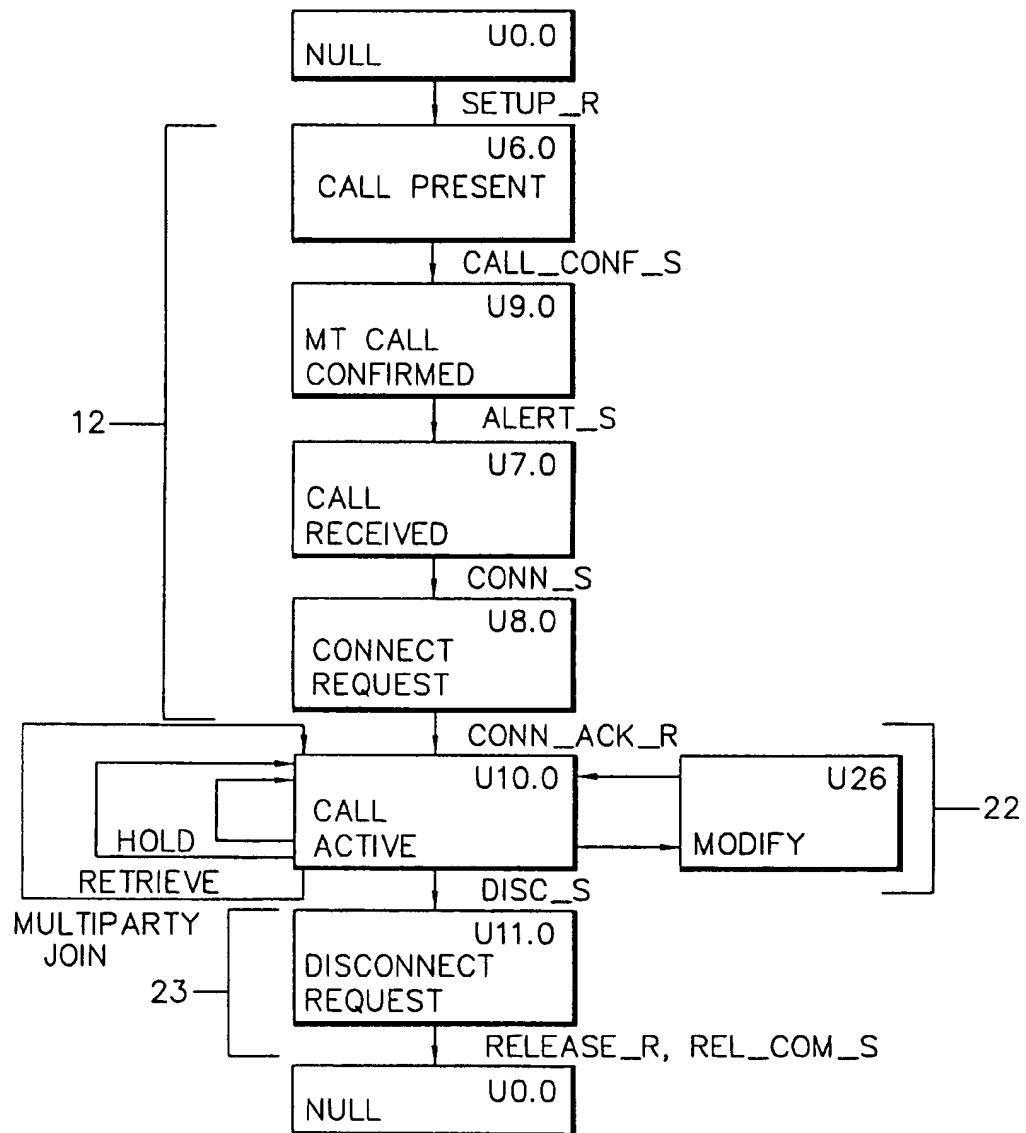 U0.0
NULL
SETUP_R
U6.0
CALL PRESENT
CALL_CONF_S
U9.0
MT CALL
CONFIRMED
12
ALERT_S
U7.0
CALL
RECEIVED
CONN_S
U8.0
CONNECT
REQUEST
CONN_ACK_R
U10.0
CALL
ACTIVE
HOLD
RETRIEVE
MULTIPARTY
JOIN
U26
MODIFY
22
DISC_S
U11.0
DISCONNECT
REQUEST
23
RELEASE_R, REL_COM_S
U0.0
NULL